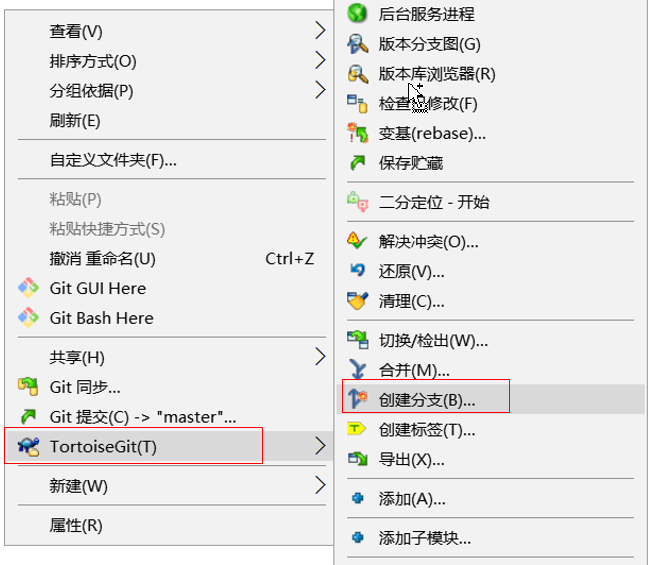 查看(V)
排序方式(O)
分组依据(P)
刷新(E)
自定义文件夹(F)...
粘贴(P)
粘贴快捷方式(S)
撤消 重命名(U) Ctrl+Z
Git GUI Here
Git Bash Here
共享(H)
Git 同步...
Git 提交(C) -> "master"...
TortoiseGit(T)
新建(W)
属性(R)
后台服务进程
版本分支图(G)
版本库浏览器(R)
检查 修改(F)
变基(rebase)...
保存贮藏
二分定位 - 开始
解决冲突(O)...
还原(V)...
清理(C)...
切换/检出(W)...
合并(M)...
创建分支(B)...
创建标签(T)...
导出(X)...
添加(A)...
添加子模块...